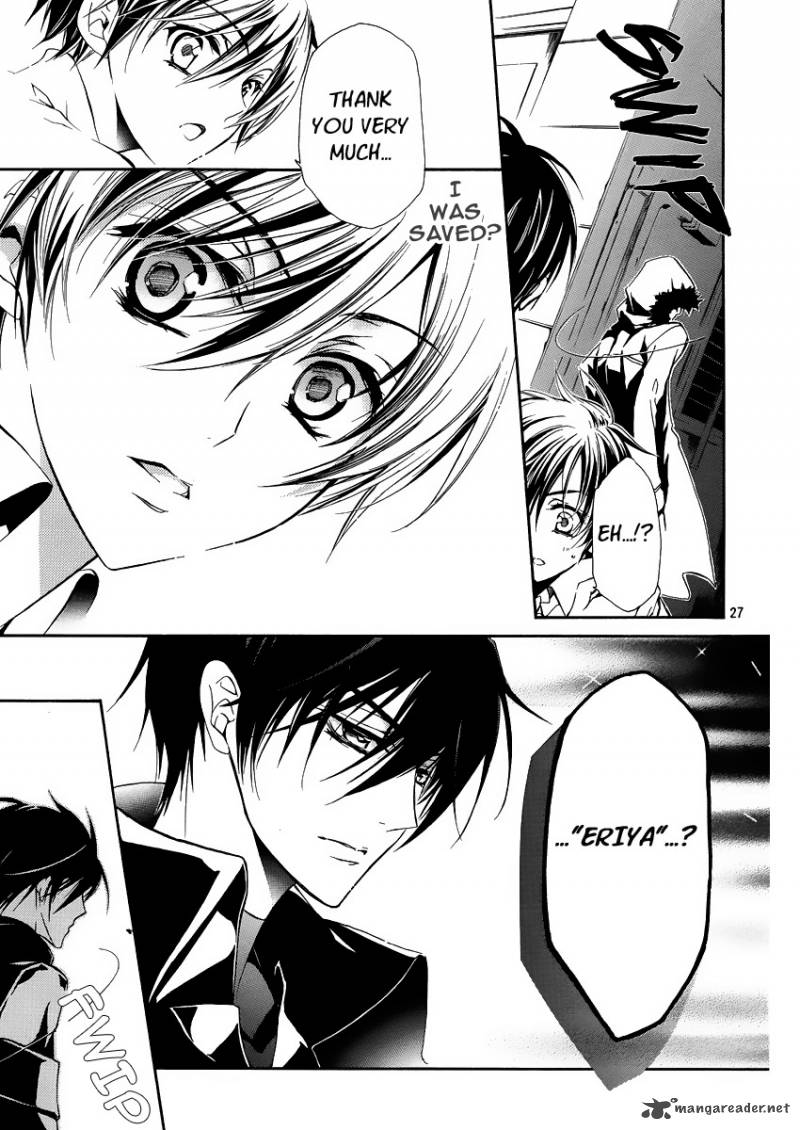 SWIP
EH...!?
THANK
YOU VERY
MUCH...
I
WAS
SAVED?
27
..."ERIYA"...?
FWIP
mangareader.net